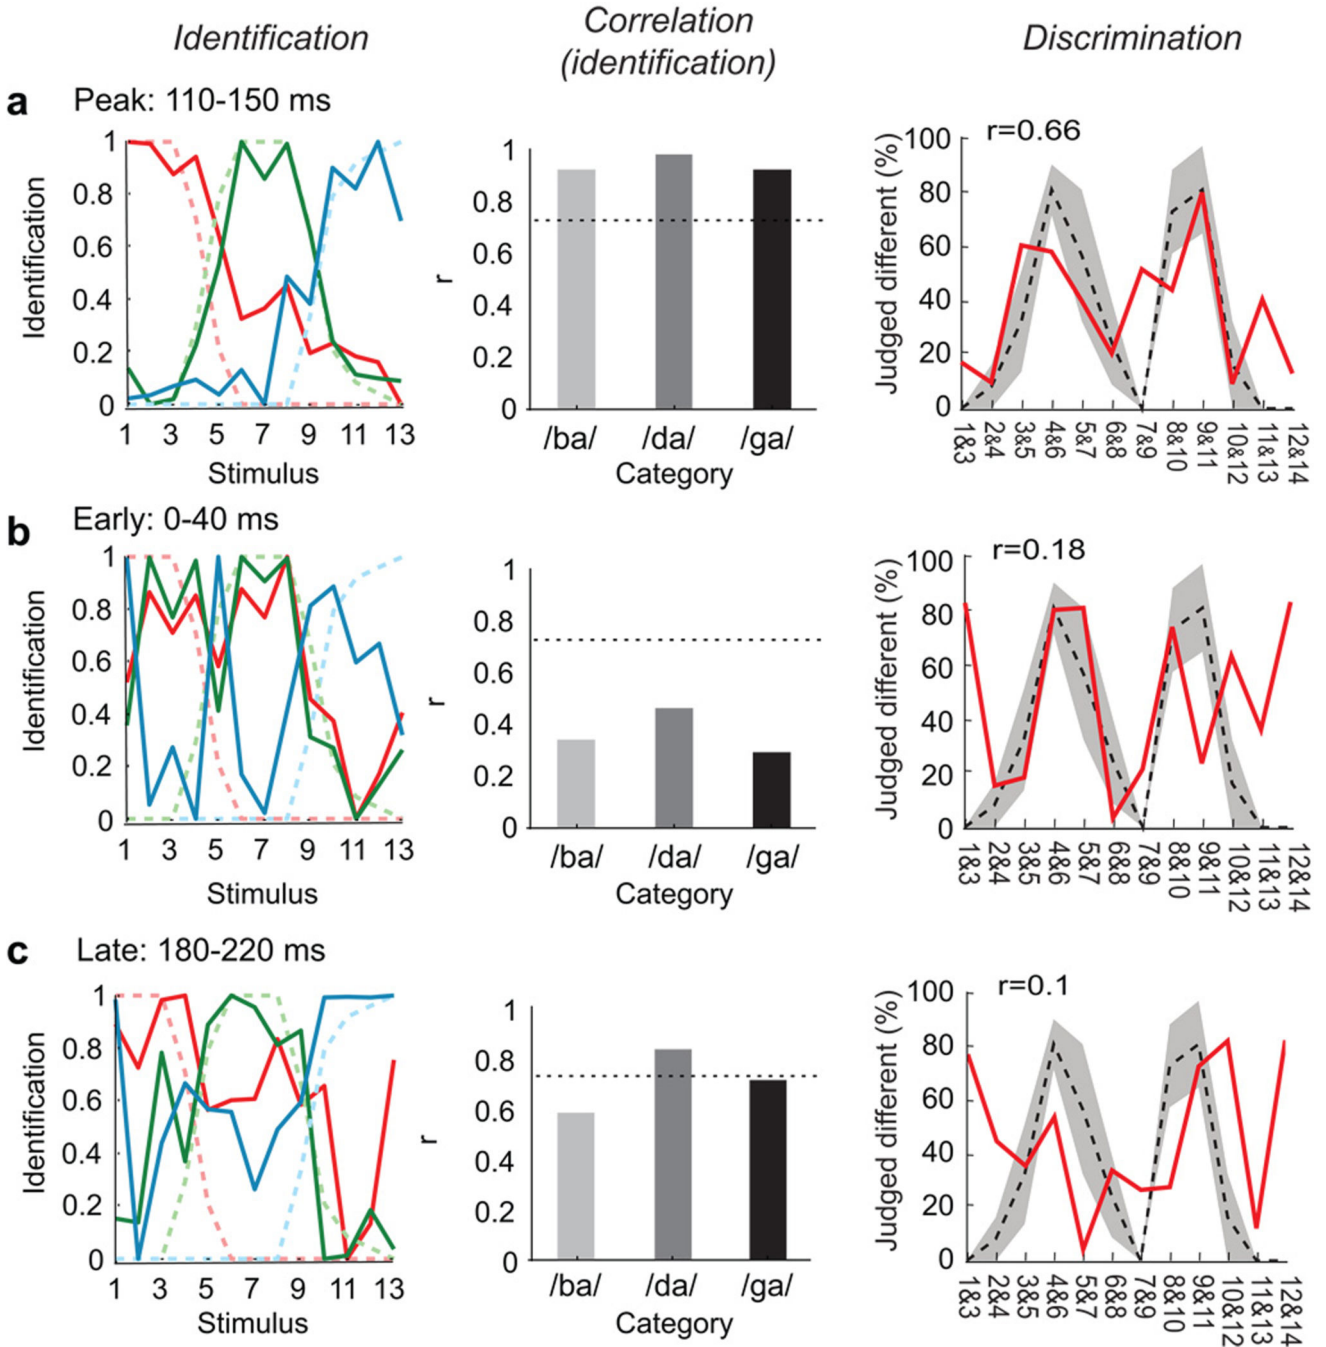 Identification
Correlation
(identification)
Discrimination
a
Peak: 110-150 ms
Identification
1
0.8
0.6
0.4
0.2
0
1 3 5 7 9 11 13
Stimulus
r
1
0.8
0.6
0.4
0.2
0
/ba/ /da/ /ga/
Category
r=0.66
Judged different (%)
100
80
60
40
20
0
1&3 2&4 3&5 4&6 5&7 6&8 7&9 8&10 9&11 10&12 11&13 12&14
b
Early: 0-40 ms
Identification
1
0.8
0.6
0.4
0.2
0
1 3 5 7 9 11 13
Stimulus
r
1
0.8
0.6
0.4
0.2
0
/ba/ /da/ /ga/
Category
r=0.18
Judged different (%)
100
80
60
40
20
0
1&3 2&4 3&5 4&6 5&7 6&8 7&9 8&10 9&11 10&12 11&13 12&14
c
Late: 180-220 ms
Identification
1
0.8
0.6
0.4
0.2
0
1 3 5 7 9 11 13
Stimulus
r
1
0.8
0.6
0.4
0.2
0
/ba/ /da/ /ga/
Category
r=0.1
Judged different (%)
100
80
60
40
20
0
1&3 2&4 3&5 4&6 5&7 6&8 7&9 8&10 9&11 10&12 11&13 12&14